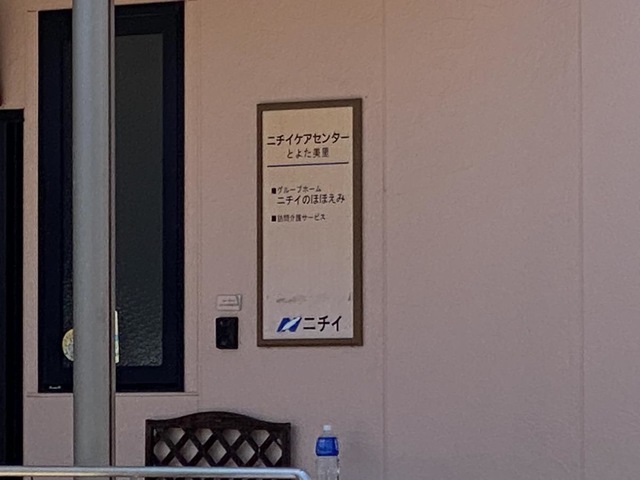 ニチイケアセンター
とよた美里
■グループホーム
ニチイのほほえみ
■訪問介護サービス
ニチイ